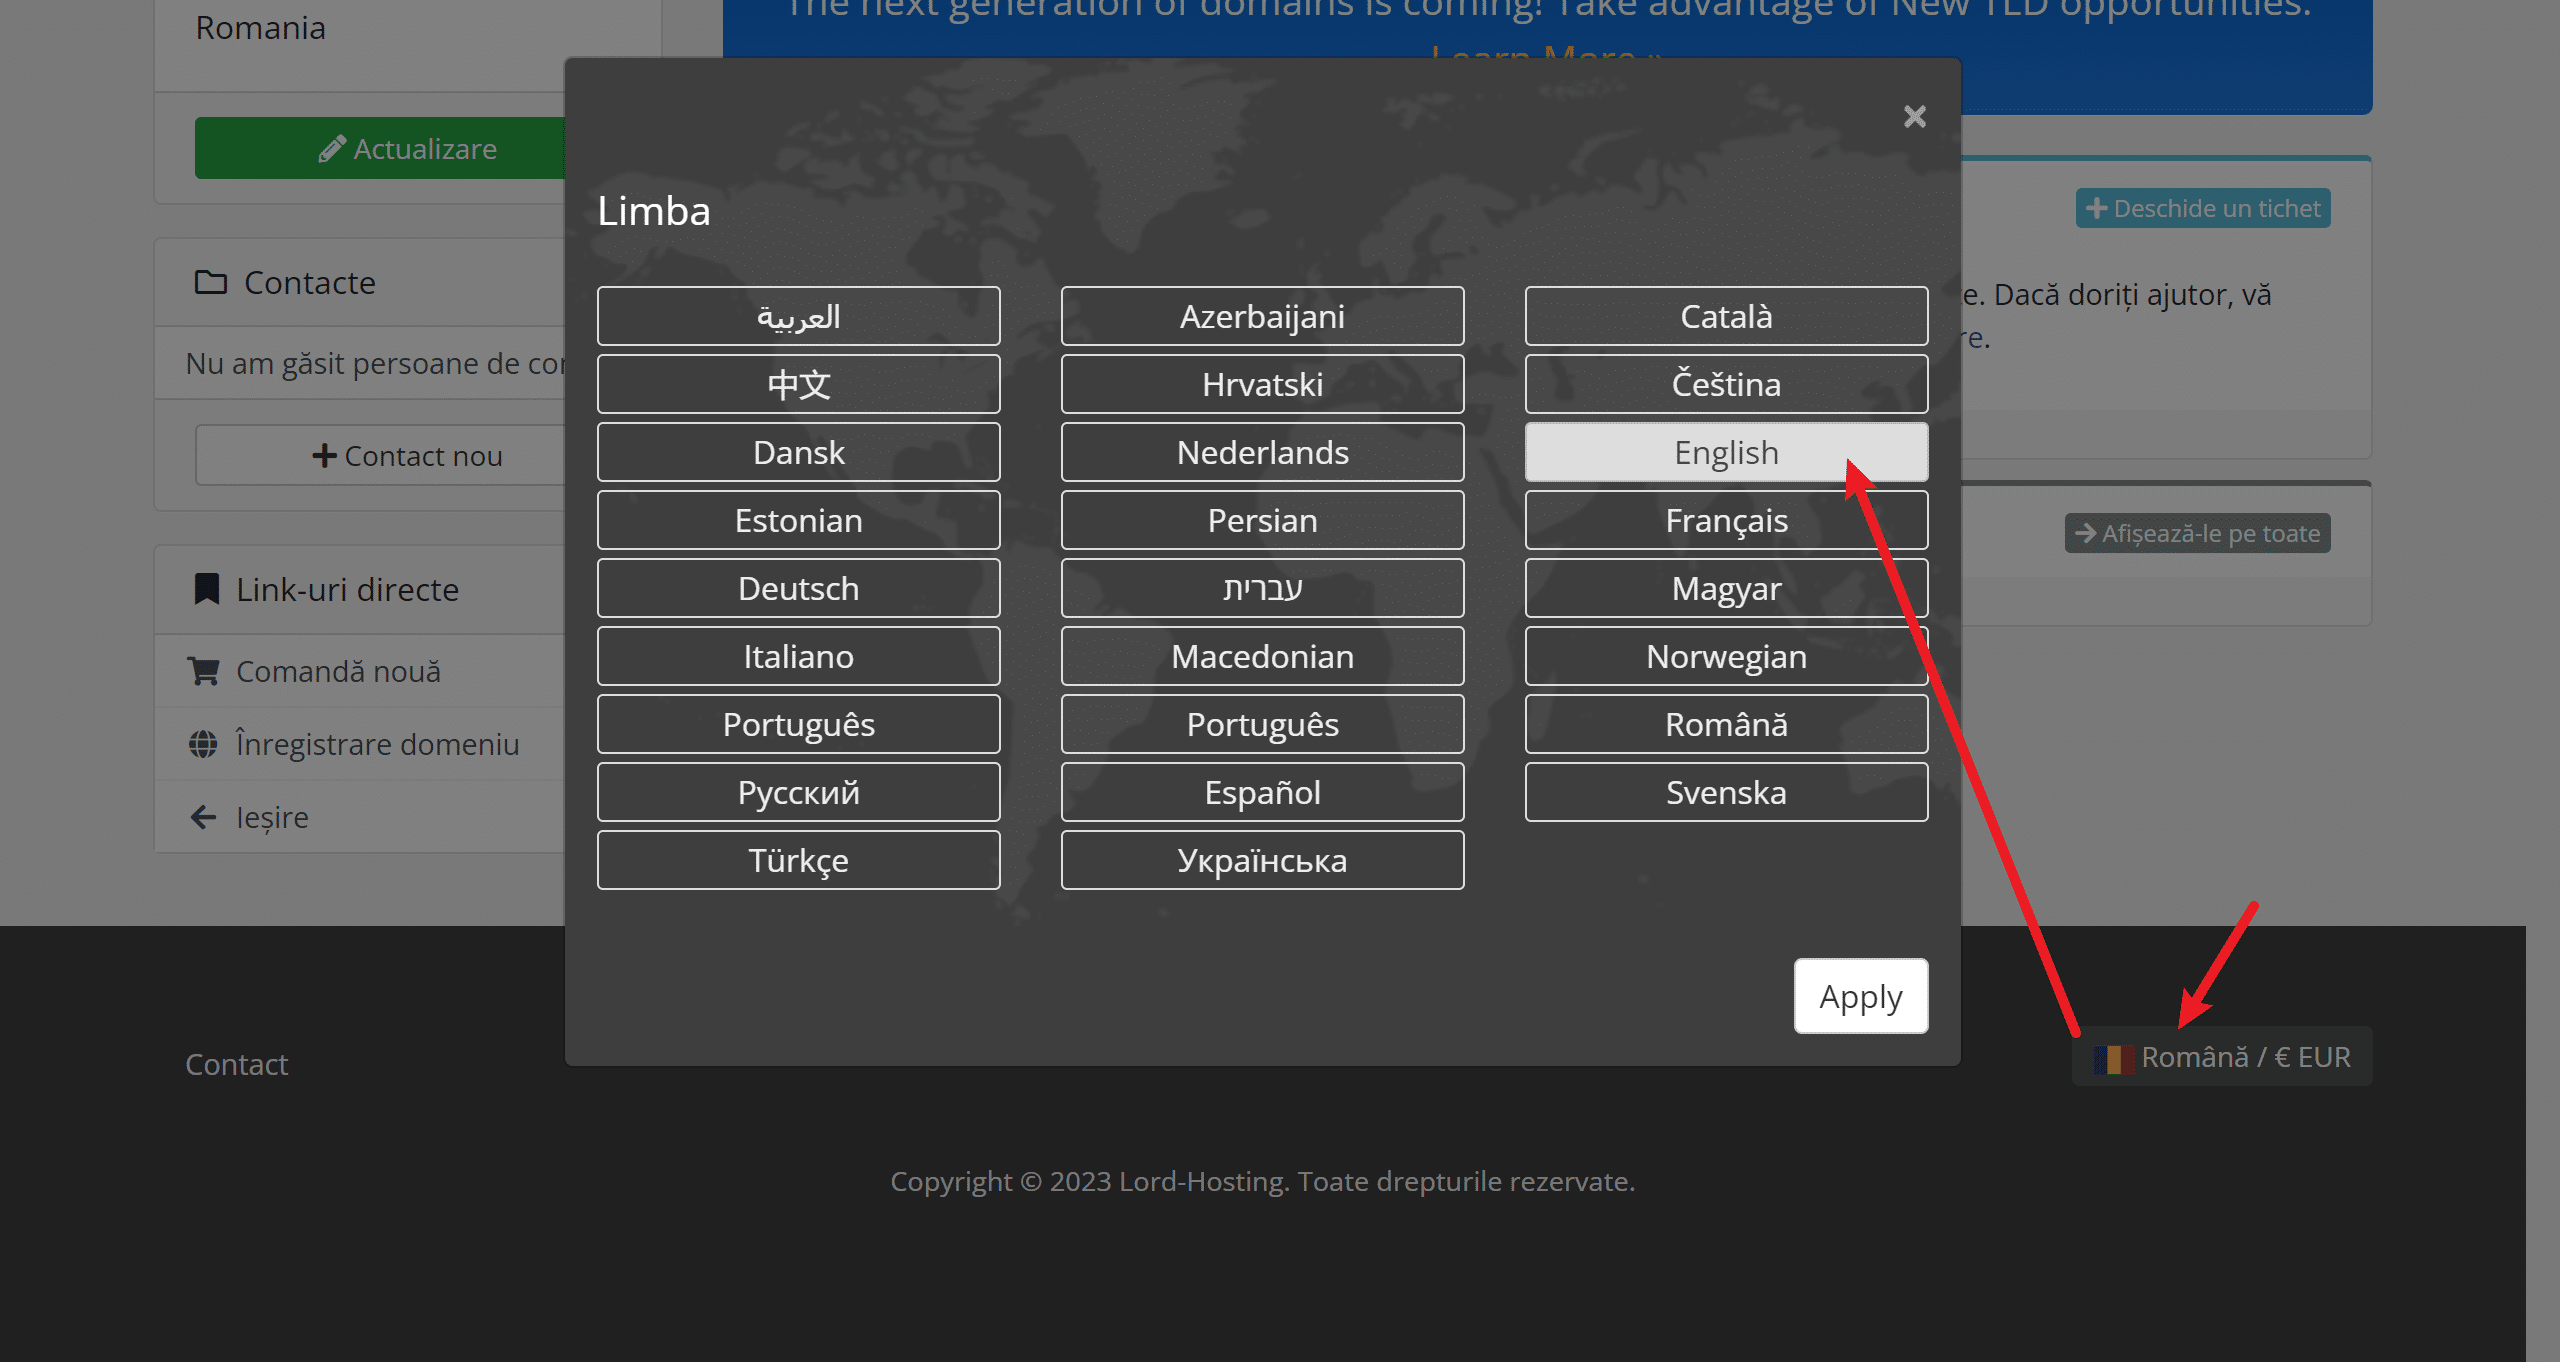 Romania
The next generation of domains is coming! Take advantage of New TLD opportunities.
Learn More »
Actualizare
Deschide un tichet
Contacte
e. Dacă doriți ajutor, vă
re.
Nu am găsit persoane de con
Contact nou
Afișează-le pe toate
Link-uri directe
Comandă nouă
Înregistrare domeniu
Ieșire
×
Limba
العربية
Azerbaijani
Català
中文
Hrvatski
Čeština
Dansk
Nederlands
English
Estonian
Persian
Français
Deutsch
עברית
Magyar
Italiano
Macedonian
Norwegian
Português
Português
Română
Русский
Español
Svenska
Türkçe
Українська
Apply
Contact
Română / € EUR
Copyright © 2023 Lord-Hosting. Toate drepturile rezervate.